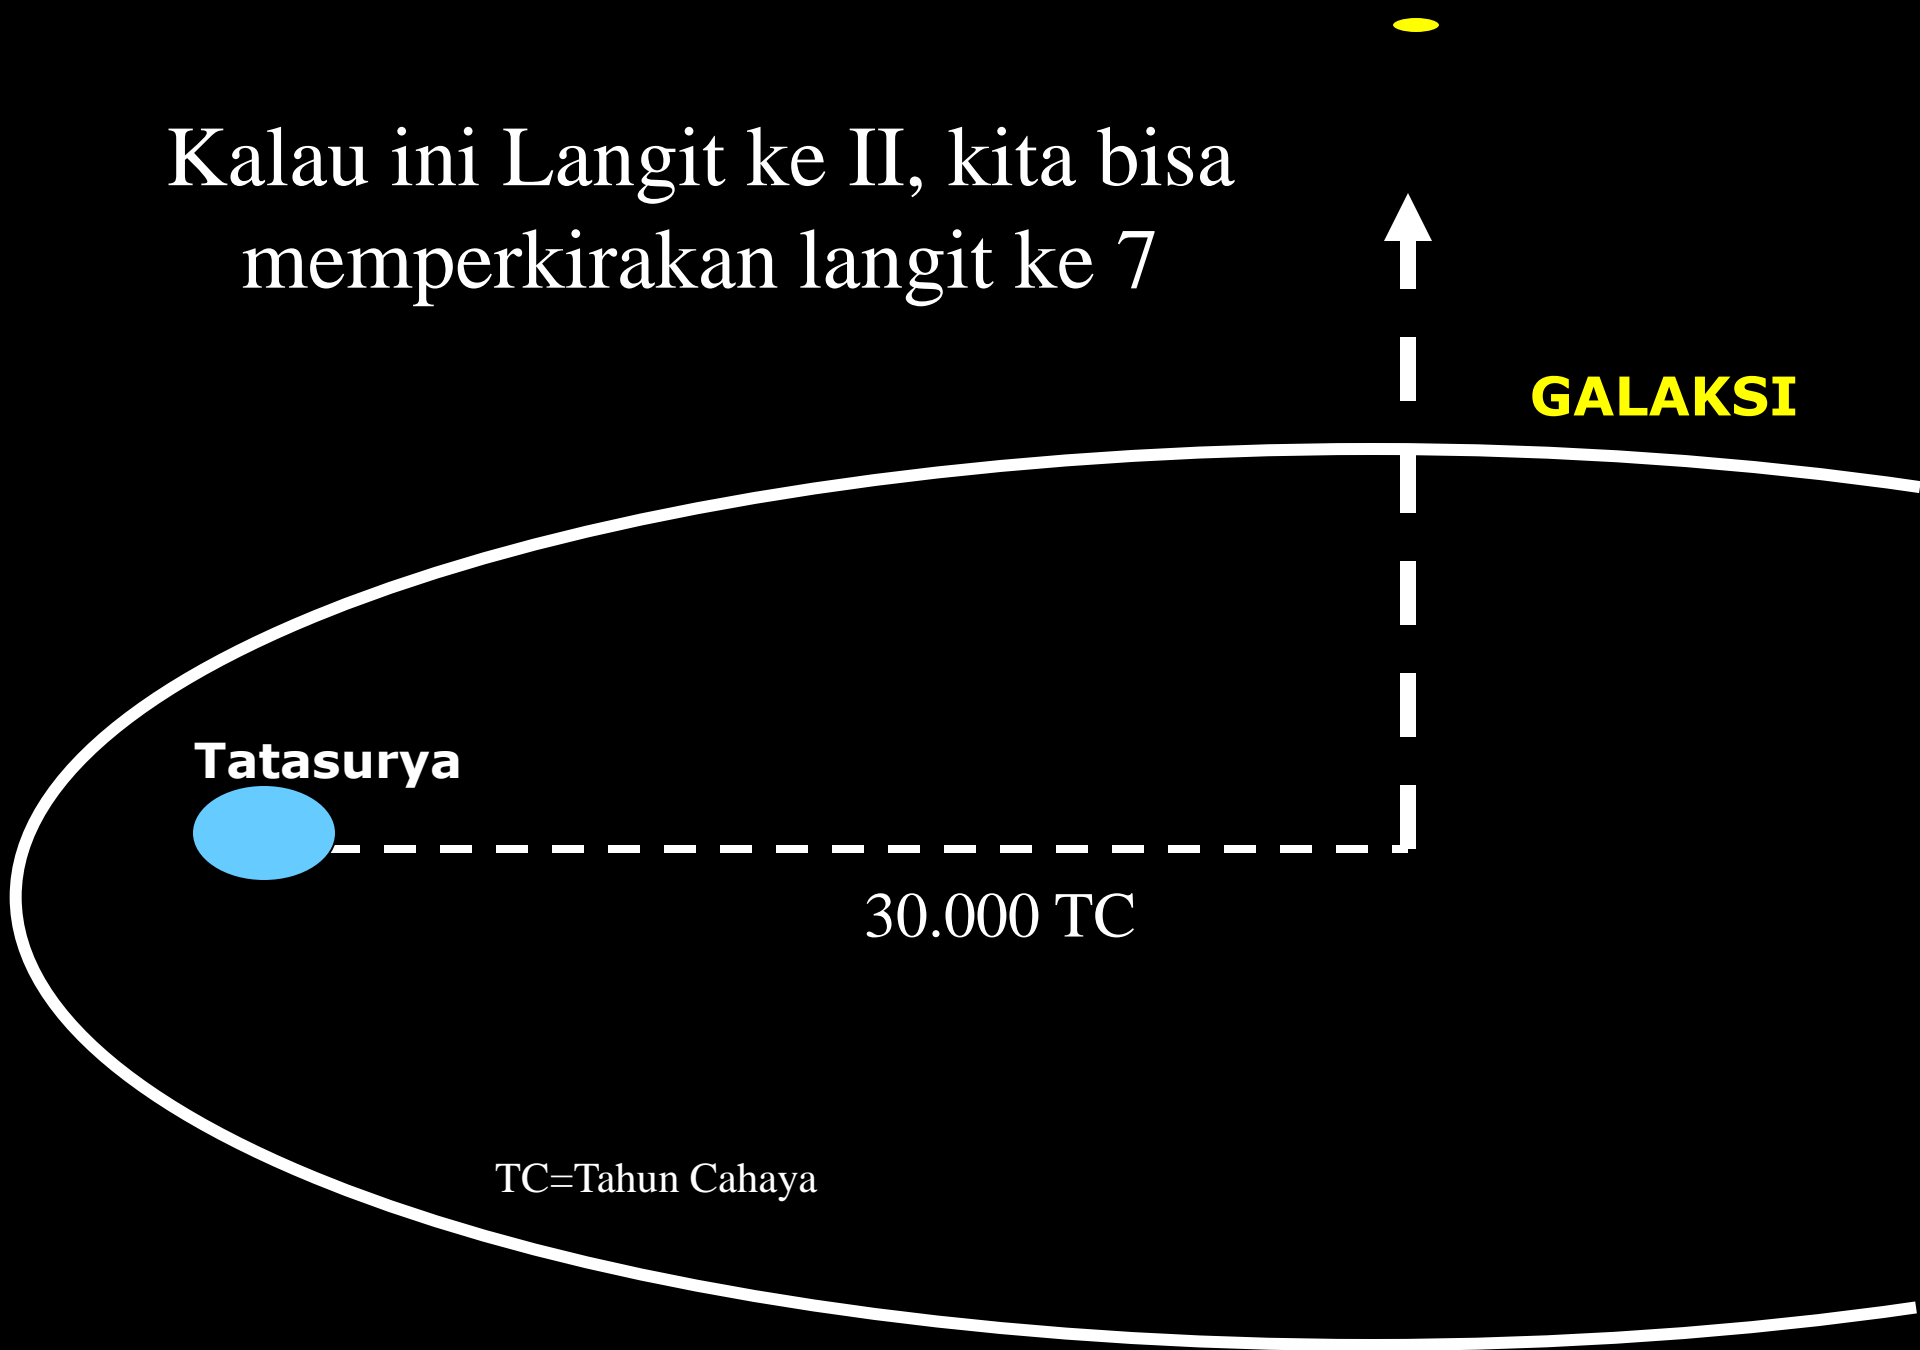 Kalau ini Langit ke II, kita bisa
memperkirakan langit ke 7
GALAKSI
Tatasurya
30.000 TC
TC=Tahun Cahaya